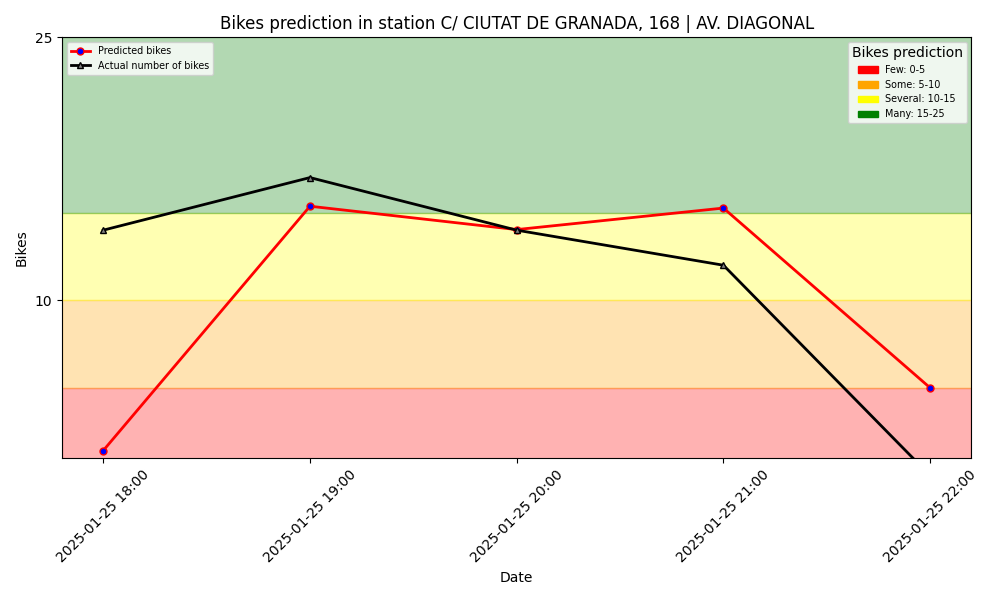 Bikes prediction in station C/ CIUTAT DE GRANADA, 168 | AV. DIAGONAL
25
10
Bikes
Predicted bikes
Actual number of bikes
Bikes prediction
Few: 0-5
Some: 5-10
Several: 10-15
Many: 15-25
2025-01-25 18:00
2025-01-25 19:00
2025-01-25 20:00
2025-01-25 21:00
2025-01-25 22:00
Date